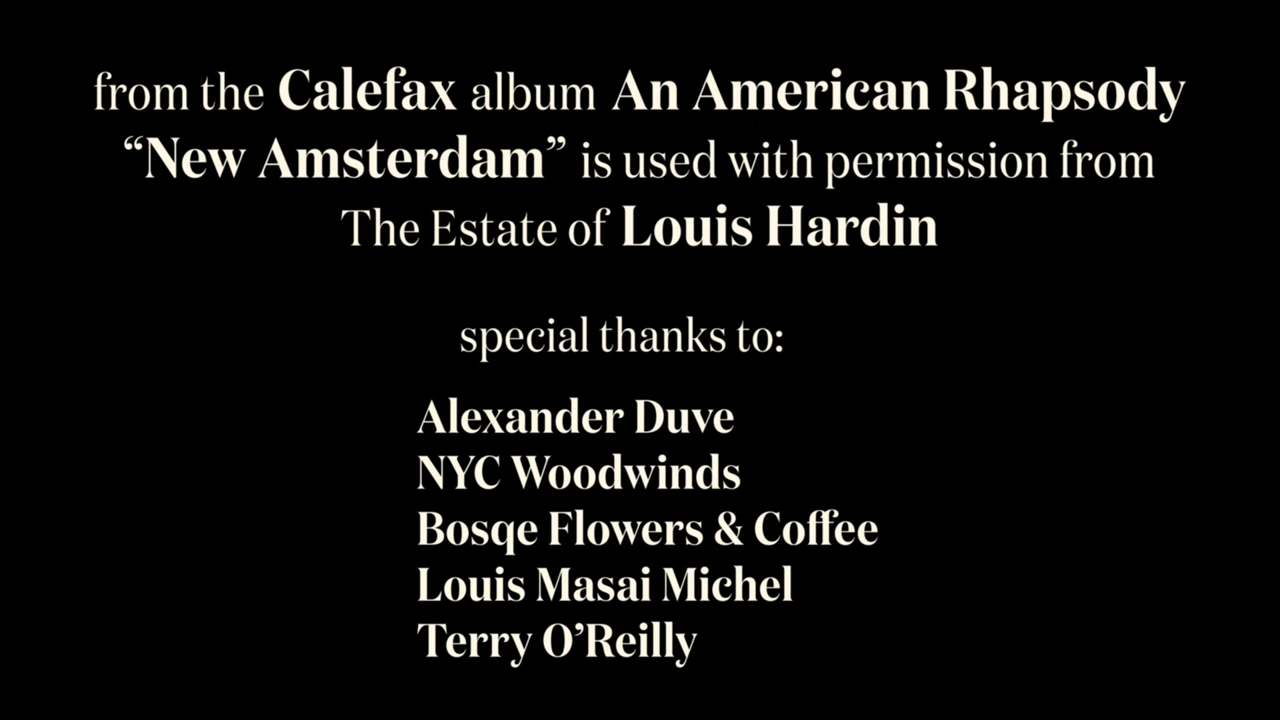 from the Calefax album An American Rhapsody
“New Amsterdam” is used with permission from
The Estate of Louis Hardin
special thanks to:
Alexander Duve
NYC Woodwinds
Bosqe Flowers & Coffee
Louis Masai Michel
Terry O’Reilly